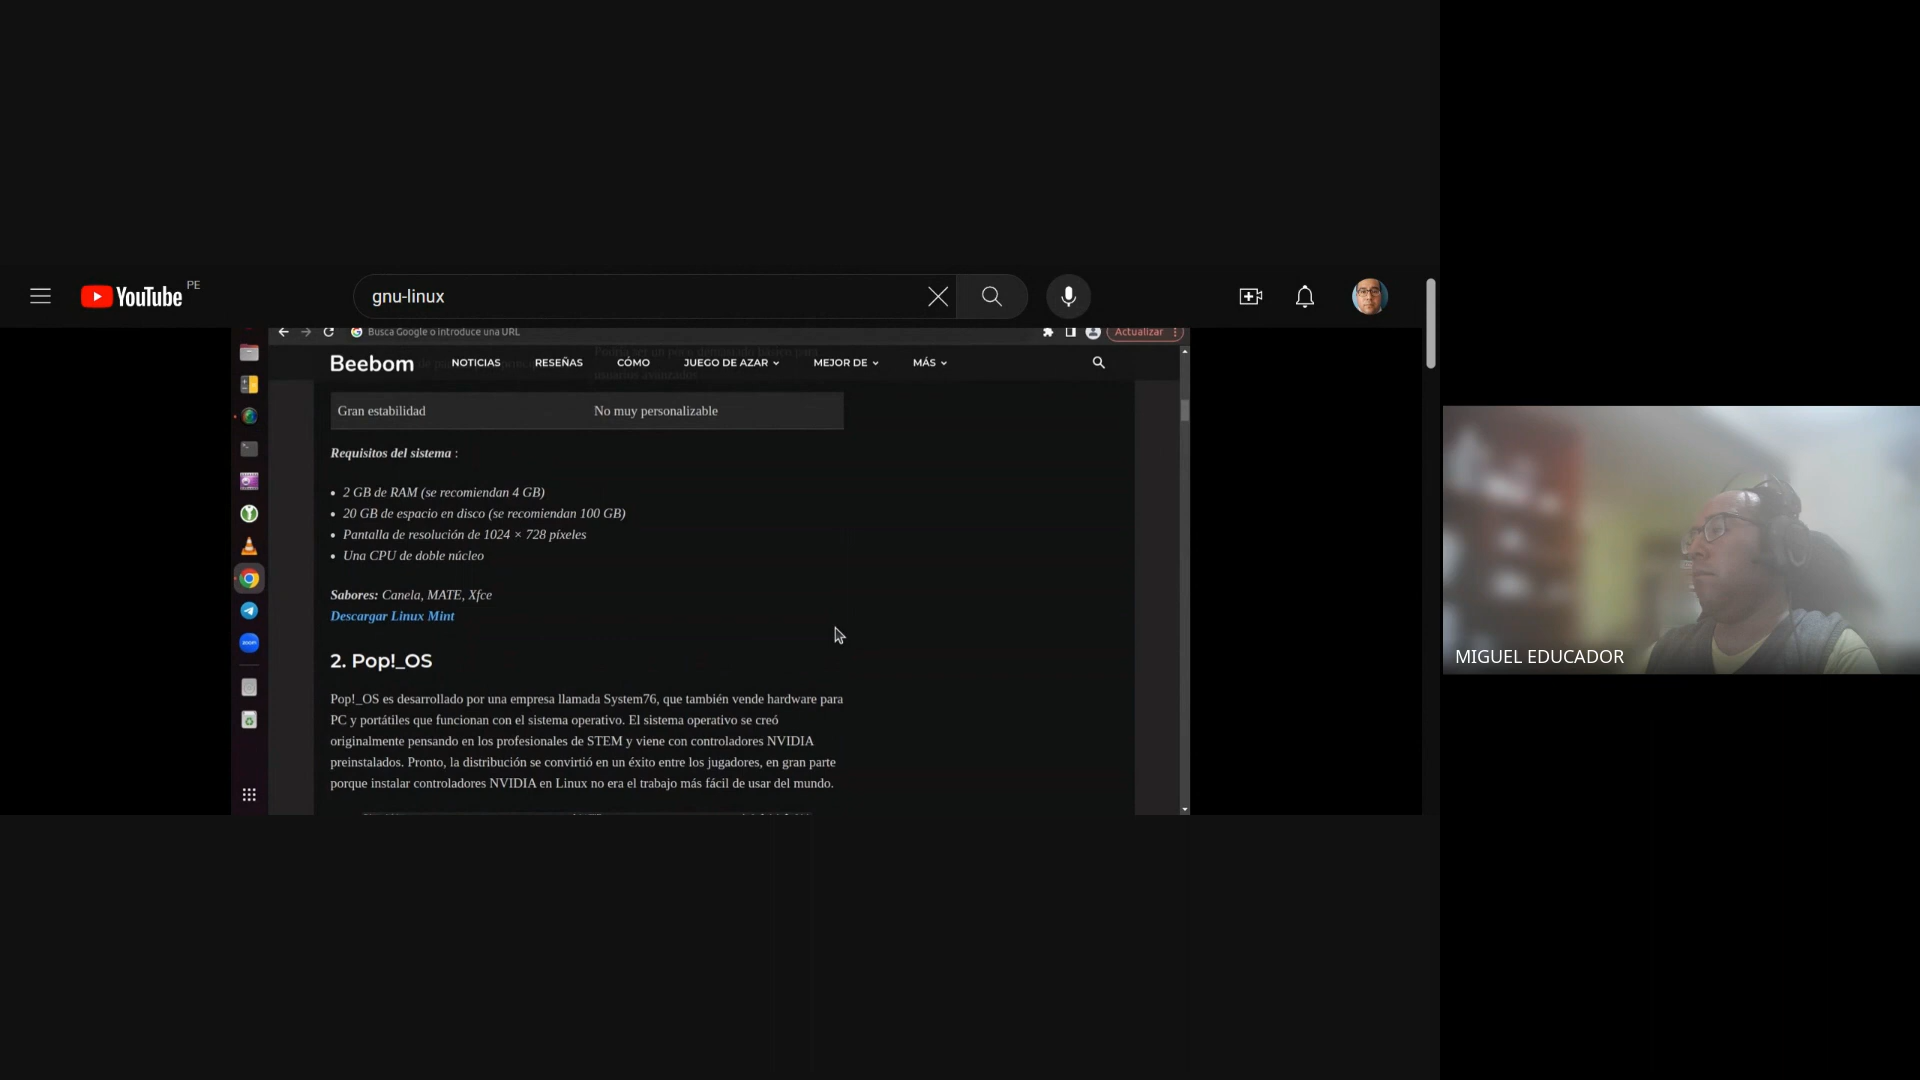 YouTube PE
gnu-linux
Busca Google o introduce una URL
Actualizar
Beebom
NOTICIAS
RESEÑAS
CÓMO
JUEGO DE AZAR
MEJOR DE
MÁS
Gran estabilidad
No muy personalizable
Requisitos del sistema :
• 2 GB de RAM (se recomiendan 4 GB)
• 20 GB de espacio en disco (se recomiendan 100 GB)
• Pantalla de resolución de 1024 × 728 píxeles
• Una CPU de doble núcleo
Sabores: Canela, MATE, Xfce
Descargar Linux Mint
2. Pop!_OS
Pop!_OS es desarrollado por una empresa llamada System76, que también vende hardware para
PC y portátiles que funcionan con el sistema operativo. El sistema operativo se creó
originalmente pensando en los profesionales de STEM y viene con controladores NVIDIA
preinstalados. Pronto, la distribución se convirtió en un éxito entre los jugadores, en gran parte
porque instalar controladores NVIDIA en Linux no era el trabajo más fácil de usar del mundo.
zoom
MIGUEL EDUCADOR